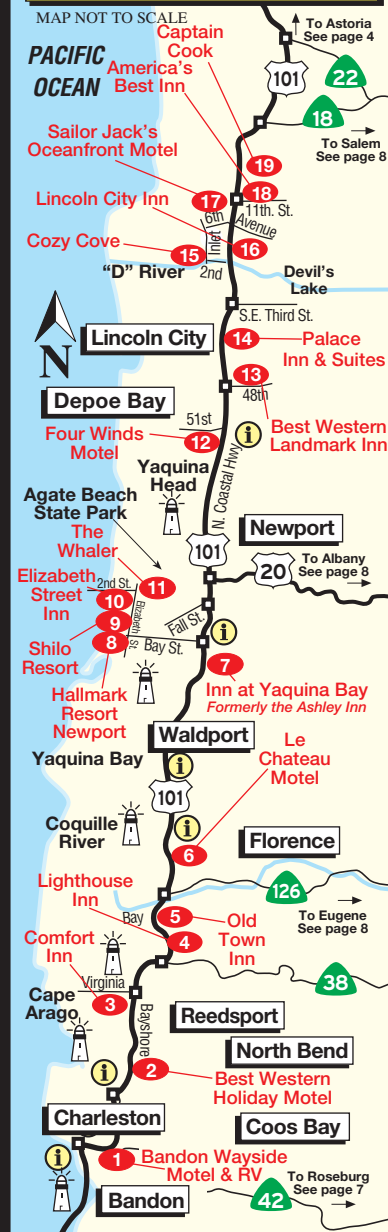 MAP NOT TO SCALE
To Astoria
See page 4
PACIFIC
OCEAN
Captain
Cook
America's
Best Inn
101
22
18
To Salem
See page 8
Sailor Jack's
Oceanfront Motel
19
18
17
11th. St.
Lincoln City Inn
6th
Avenue
Inlet
16
Cozy Cove
15
2nd
"D" River
Devil's
Lake
N
S.E. Third St.
Lincoln City
14
Palace
Inn & Suites
13
48th
Depoe Bay
Best Western
Landmark Inn
51st
Four Winds
Motel
12
i
N. Coastal Hwy
Yaquina
Head
Agate Beach
State Park
Newport
101
The
Whaler
11
20
To Albany
See page 8
Elizabeth
Street
Inn
2nd St.
10
Elizabeth St.
9
Fall St.
i
Shilo
Resort
8
Bay St.
7
Hallmark
Resort
Newport
Inn at Yaquina Bay
Formerly the Ashley Inn
Waldport
Yaquina Bay
i
Le
Chateau
Motel
101
Coquille
River
i
6
Florence
Lighthouse
Inn
126
To Eugene
See page 8
Bay
5
Old
Town
Inn
4
Comfort
Inn
38
Virginia
3
Cape
Arago
Bayshore
Reedsport
North Bend
i
2
Best Western
Holiday Motel
Charleston
Coos Bay
i
1
Bandon Wayside
Motel & RV
Bandon
42
To Roseburg
See page 7